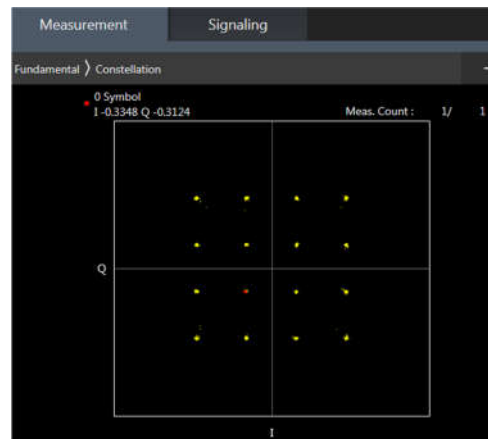 Measurement Signaling
Fundamental 〉 Constellation
0 Symbol
I -0.3348 Q -0.3124 Meas. Count : 1/ 1
Q
I